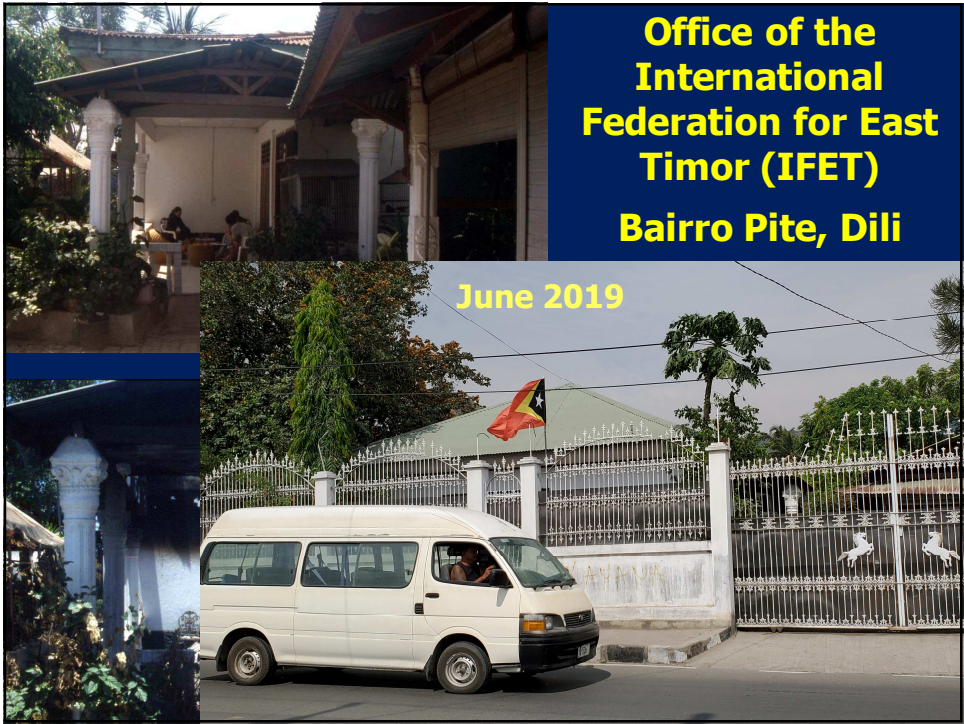 Office of the
International
Federation for East
Timor (IFET)
Bairro Pite, Dili
June 2019